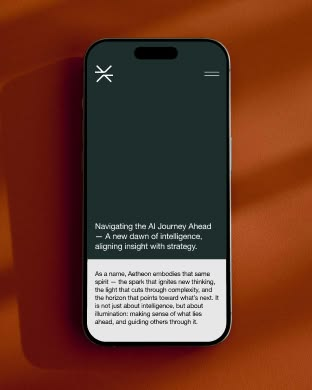 Navigating the AI Journey Ahead
— A new dawn of intelligence,
aligning insight with strategy.
As a name, Aetheon embodies that same
spirit — the spark that ignites new thinking,
the light that cuts through complexity, and
the horizon that points toward what's next. It
is not just about intelligence, but about
illumination: making sense of what lies
ahead, and guiding others through it.